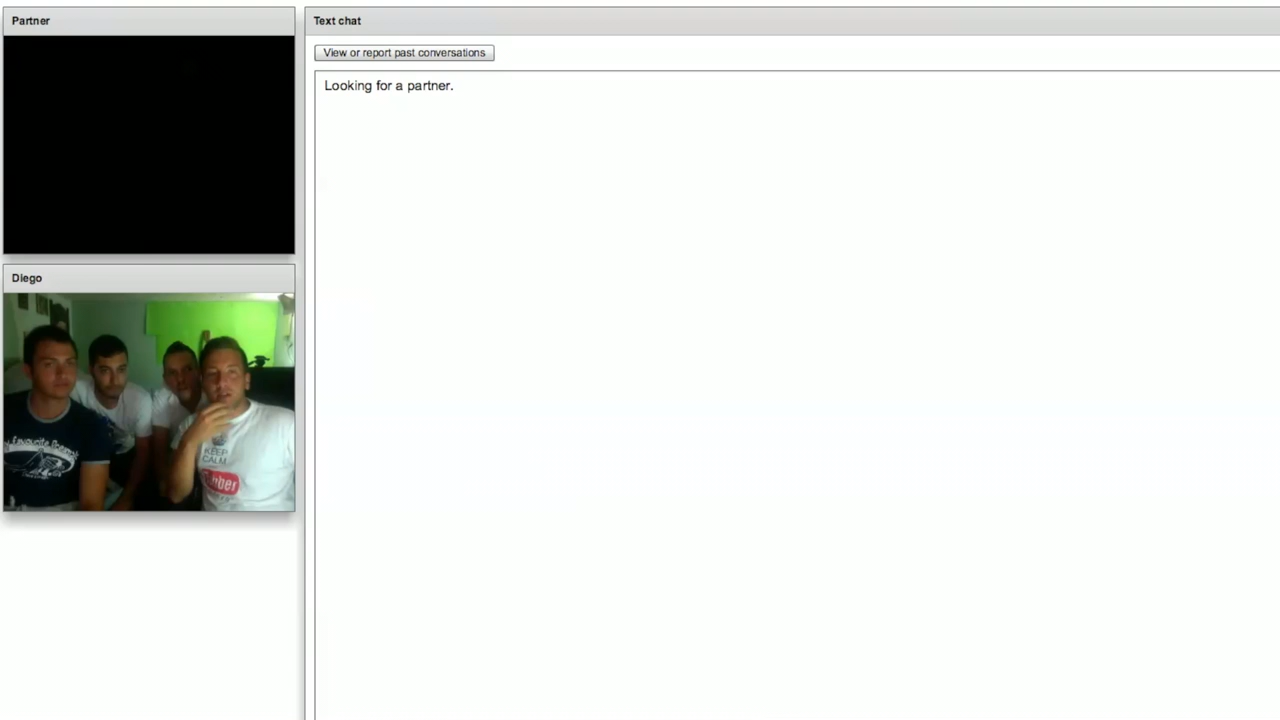 Partner
Text chat
View or report past conversations
Looking for a partner.
Diego
KEEP
CALM